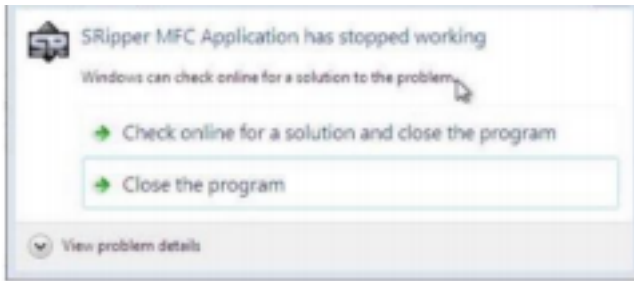 SR
SRipper MFC Application has stopped working
Windows can check online for a solution to the problem.
Check online for a solution and close the program
Close the program
View problem details